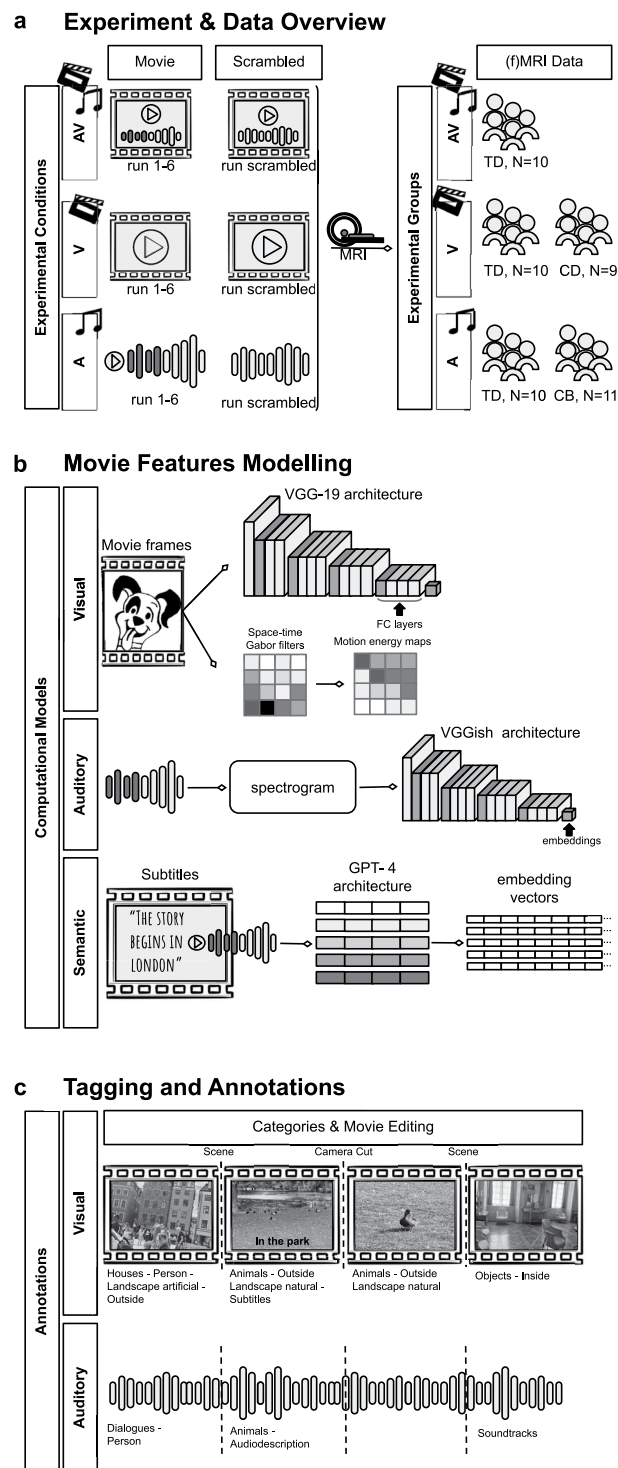 a Experiment & Data Overview
Movie
Scrambled
(f)MRI Data
Experimental Conditions
AV
run 1-6
run scrambled
V
run 1-6
run scrambled
A
run 1-6
run scrambled
MRI
Experimental Groups
AV
TD, N=10
V
TD, N=10
CD, N=9
A
TD, N=10
CB, N=11
b Movie Features Modelling
Computational Models
Visual
Movie frames
VGG-19 architecture
FC layers
Space-time
Gabor filters
Motion energy maps
Auditory
spectrogram
VGGish architecture
embeddings
Semantic
Subtitles
"THE STORY
BEGINS IN
LONDON"
GPT- 4
architecture
embedding
vectors
...
...
...
...
...
c Tagging and Annotations
Annotations
Categories & Movie Editing
Scene
Camera Cut
Scene
Visual
In the park
Houses - Person -
Landscape artificial -
Outside
Animals - Outside
Landscape natural -
Subtitles
Animals - Outside
Landscape natural
Objects - Inside
Auditory
Dialogues -
Person
Animals -
Audiodescription
Soundtracks